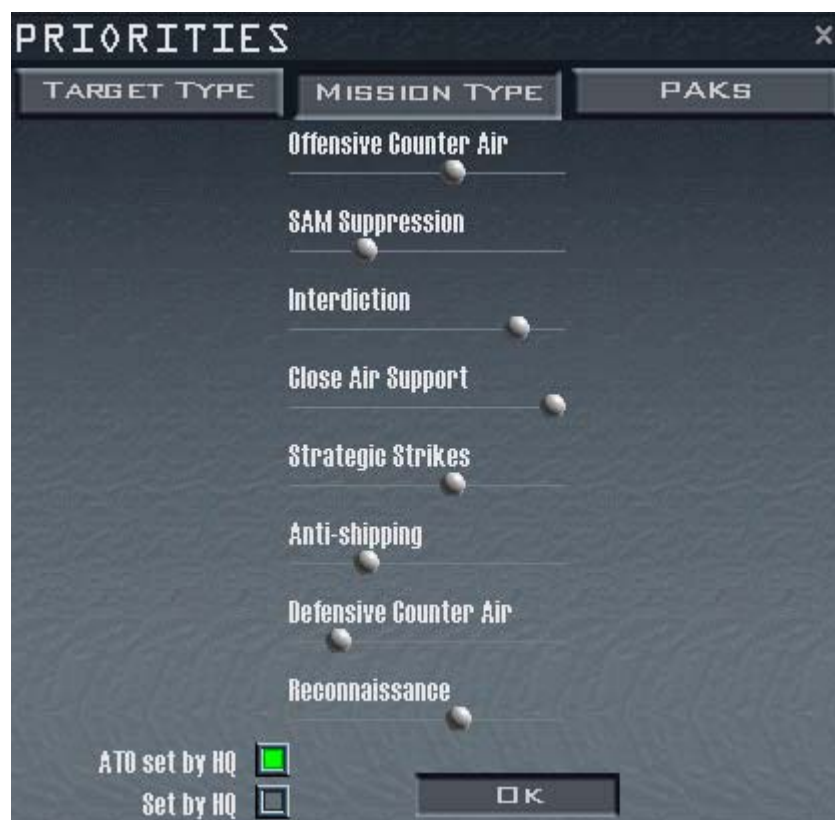 PRIORITIES
TARGET TYPE MISSION TYPE PAKS
Offensive Counter Air
SAM Suppression
Interdiction
Close Air Support
Strategic Strikes
Anti-shipping
Defensive Counter Air
Reconnaissance
ATO set by HQ
Set by HQ
OK